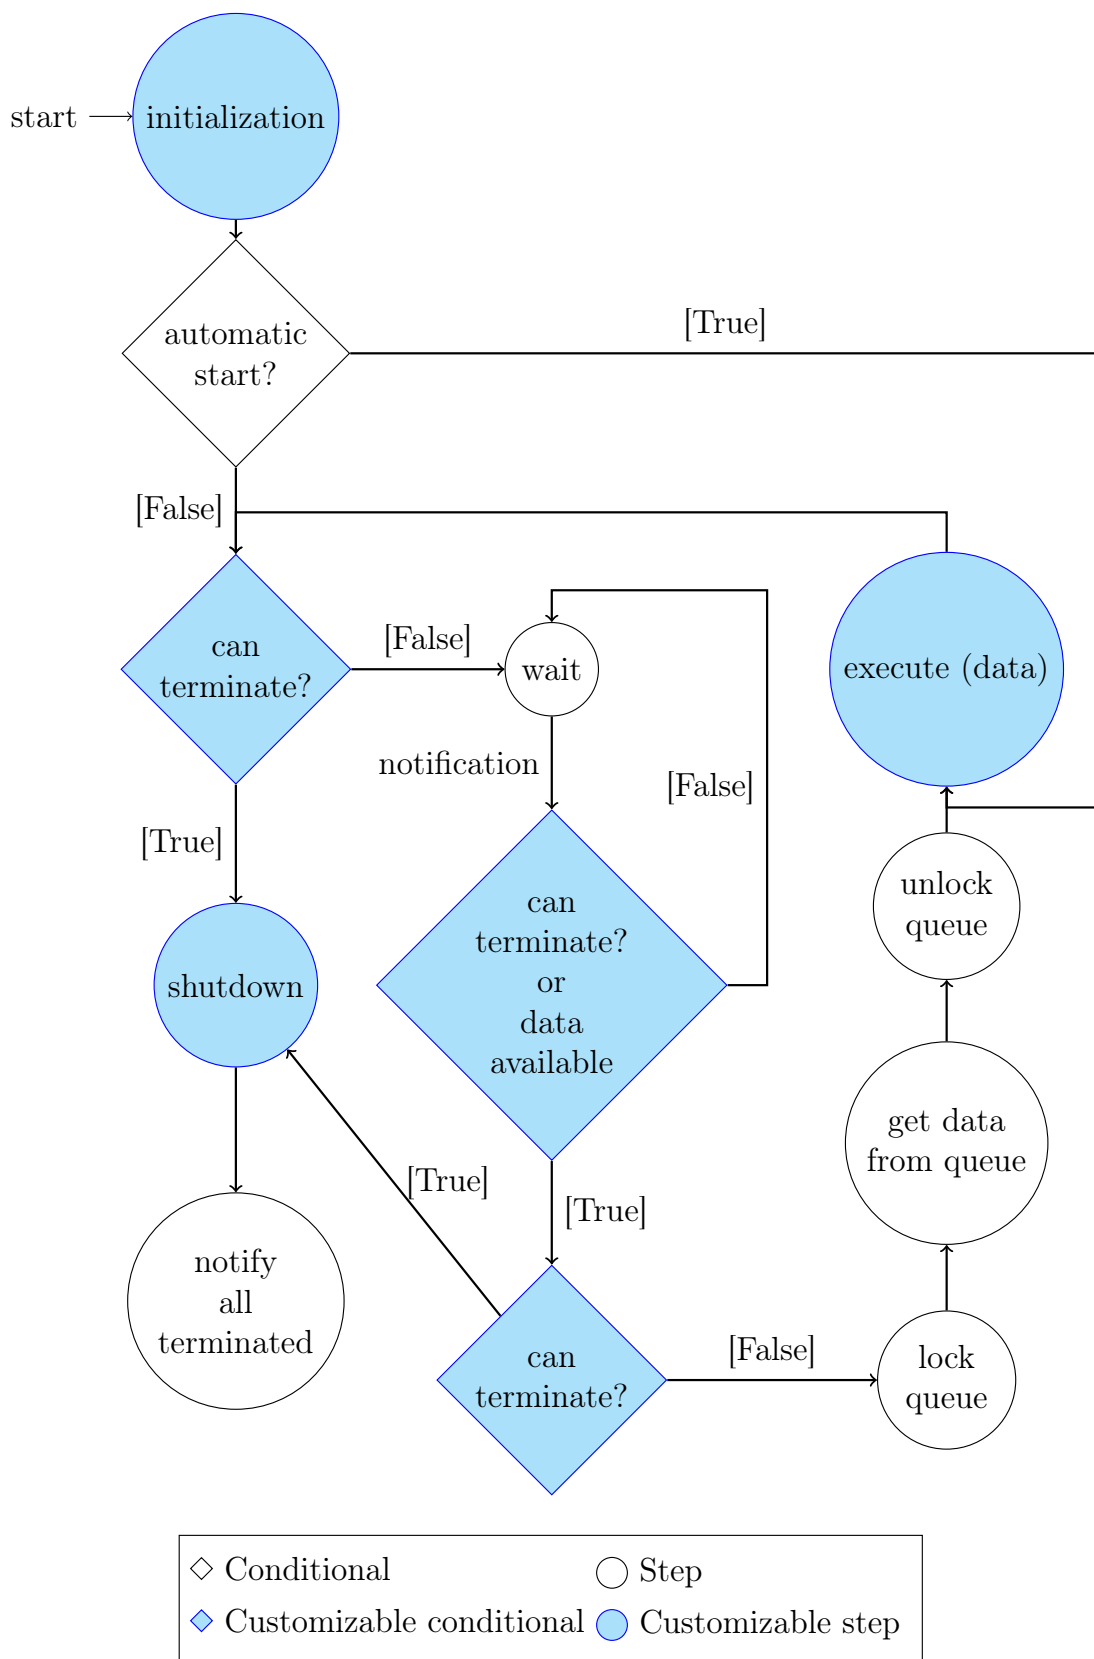 start
initialization
automatic
start?
[True]
[False]
can
terminate?
[False]
wait
execute (data)
notification
[False]
[True]
unlock
queue
can
terminate?
or
data
available
shutdown
get data
from queue
[True]
[True]
notify
all
terminated
can
terminate?
[False]
lock
queue
Conditional
Step
Customizable conditional
Customizable step